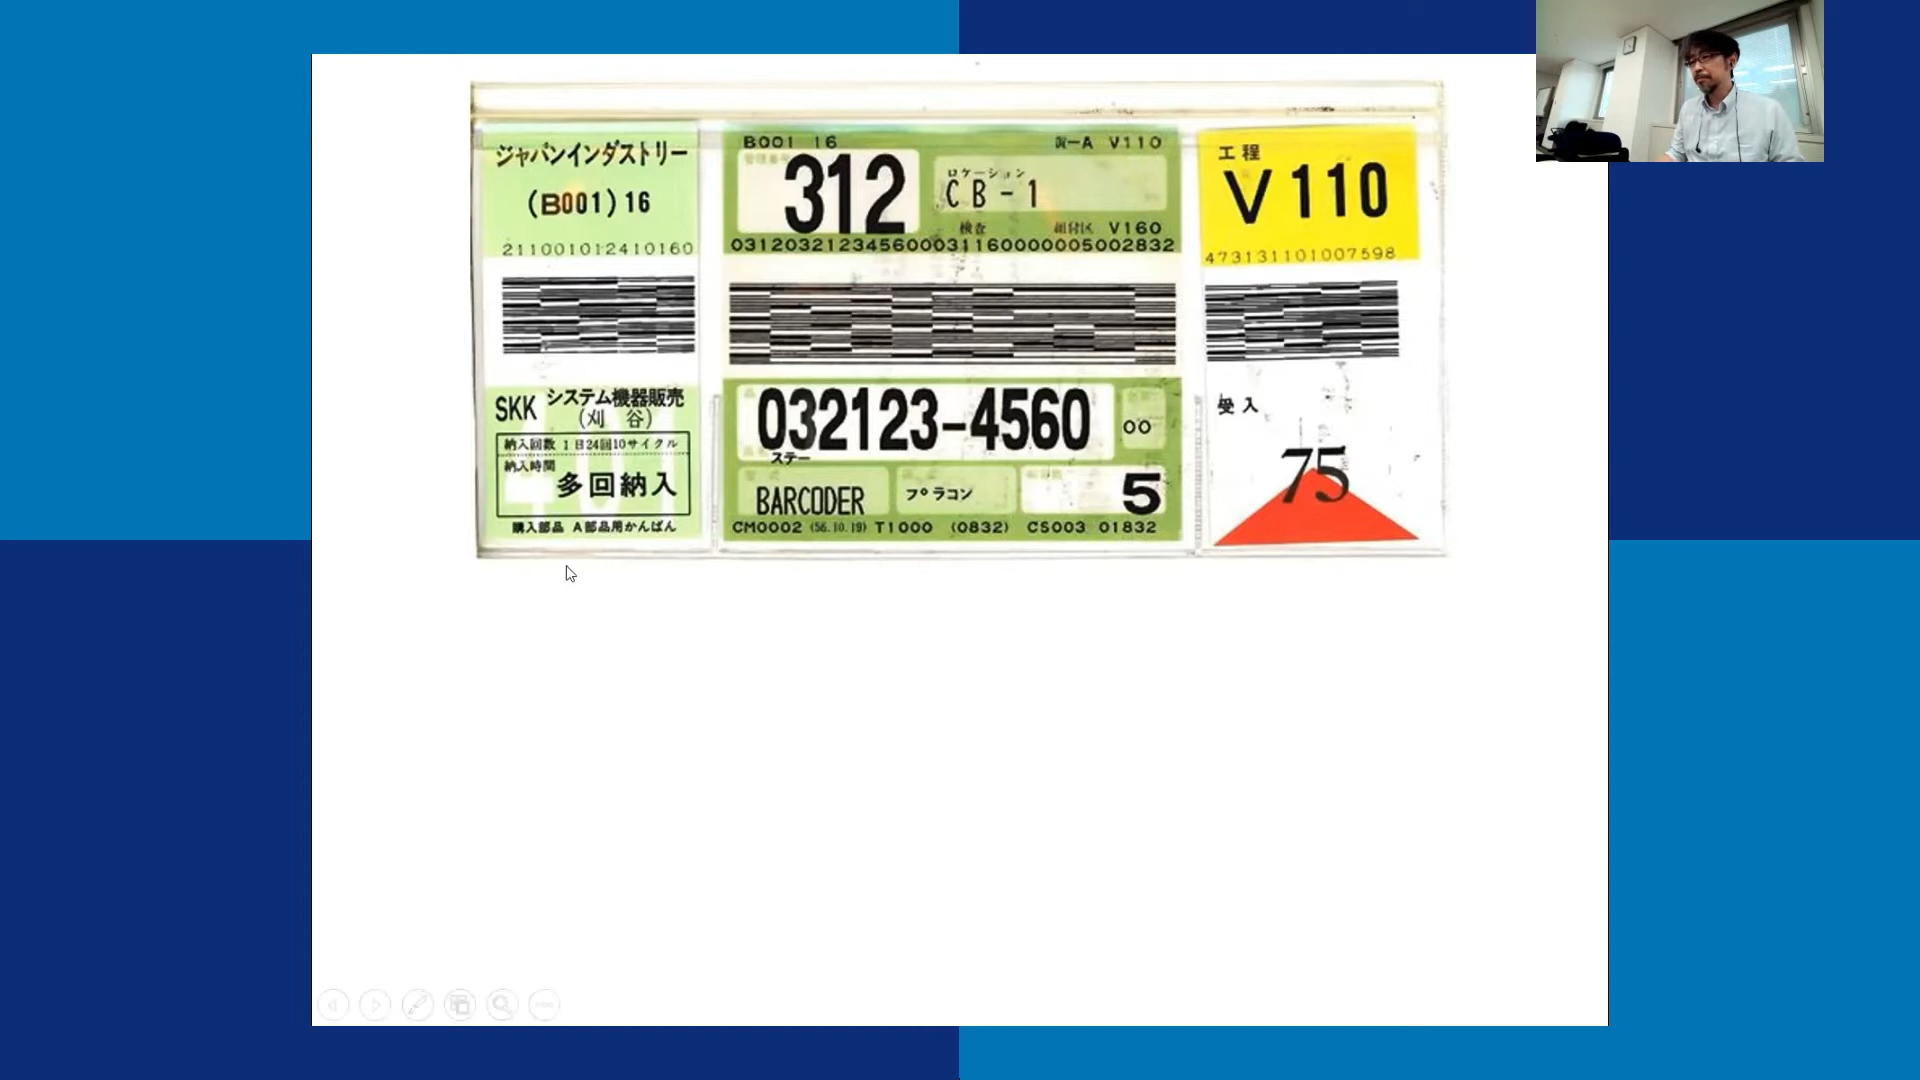 ジャパンインダストリー
(B001)16
211001012410160
SKK システム機器販売
(刈 谷)
納入回数 1日24回10サイクル
納入時間
多回納入
購入部品 A部品用かんばん
B001 16
A V110
312
ロケーション
CB-1
検査 組付区 V160
031203212345600031160000005002832
032123-4560
00
ステー
BARCODER
プラコン
5
CM0002 (56.10.19) T1000 (0832) CS003 01832
工程
V110
473131101007598
受入
75